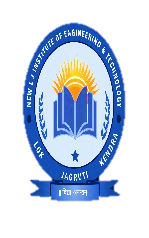 NEW L J INSTITUTE OF ENGINEERING & TECHNOLOGY
LOK JAGRUTI KENDRA